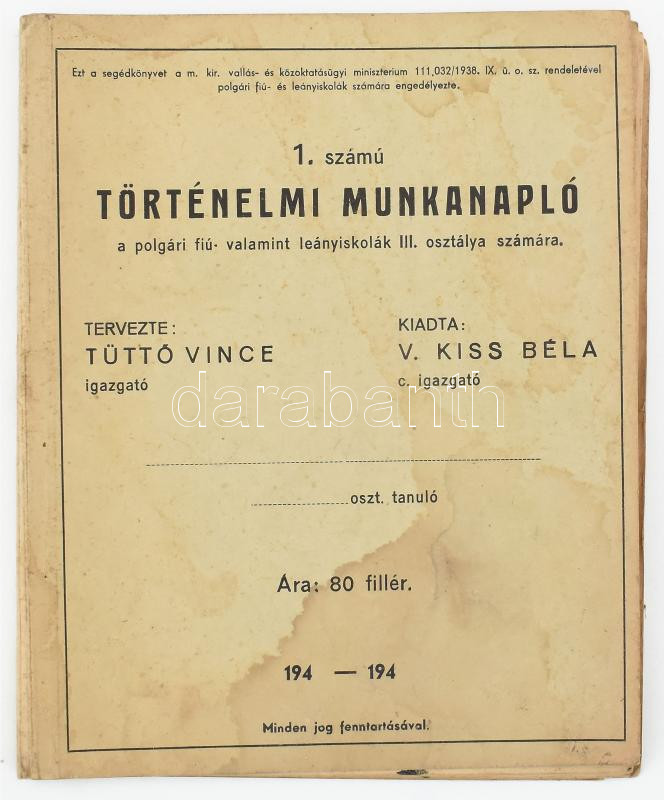 Ezt a segédkönyvet a m. kir. vallás- és közoktatásügyi miniszterium 111,032/1938. IX. ü. o. sz. rendeletével
polgári fiú- és leányiskolák számára engedélyezte.
1. számú
TÖRTÉNELMI MUNKANAPLÓ
a polgári fiú- valamint leányiskolák III. osztálya számára.
TERVEZTE:
TÜTTŐ VINCE
igazgató
KIADTA:
V. KISS BÉLA
c. igazgató
darabanth
oszt. tanuló
Ára: 80 fillér.
194 — 194
Minden jog fenntartásával.